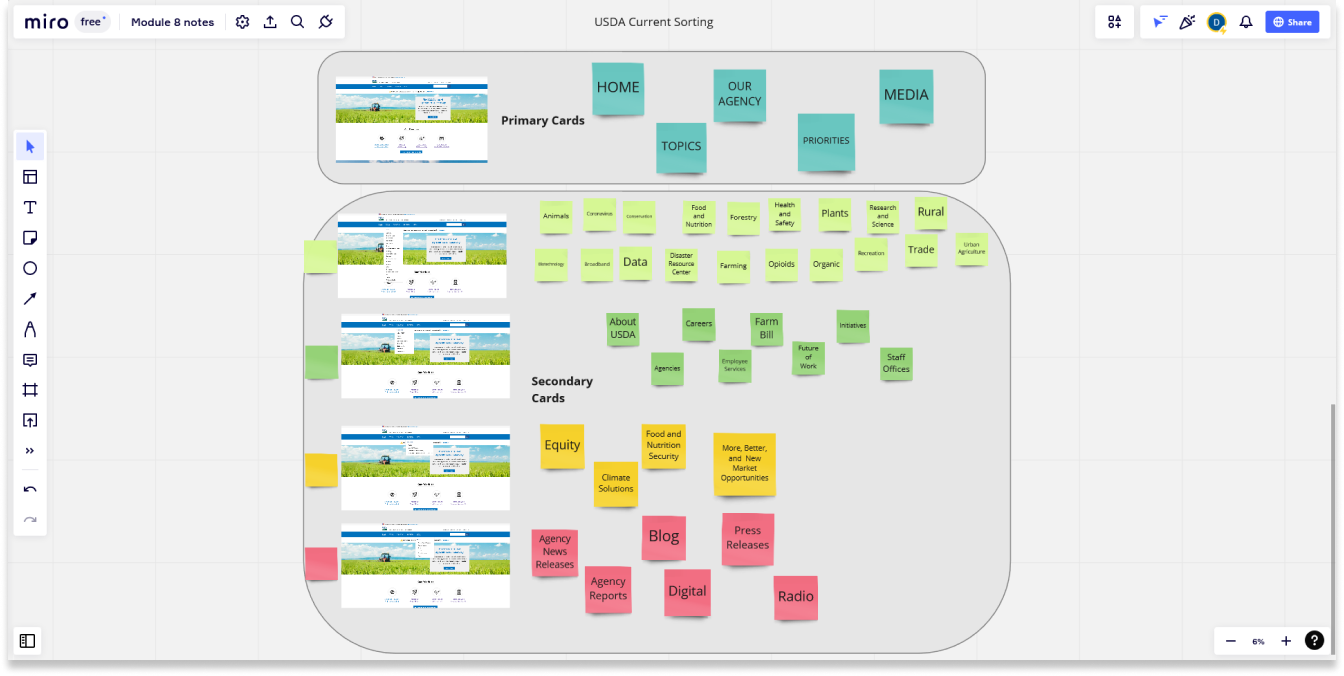 miro free Module 8 notes
USDA Current Sorting
D
Share
Primary Cards
HOME
OUR
AGENCY
MEDIA
TOPICS
PRIORITIES
Animals
Coronavirus
Conservation
Food
and
Nutrition
Forestry
Health
and
Safety
Plants
Research
and
Science
Rural
Biotechnology
Broadband
Data
Disaster
Resource
Center
Farming
Opioids
Organic
Recreation
Trade
Urban
Agriculture
About
USDA
Careers
Farm
Bill
Initiatives
Agencies
Employee
Services
Future
of
Work
Staff
Offices
Secondary
Cards
Equity
Food and
Nutrition
Security
More, Better,
and New
Market
Opportunities
Climate
Solutions
Agency
News
Releases
Blog
Press
Releases
Agency
Reports
Digital
Radio
6%
?